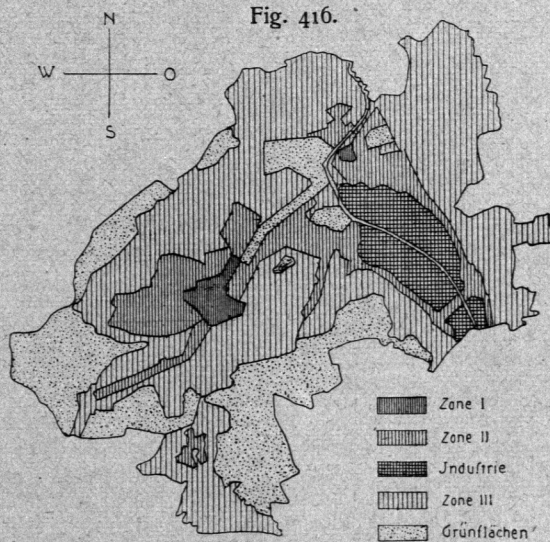 Fig. 416.
N
W O
S
Zone I
Zone II
Jnduſtrie
Zone III
Grünflächen